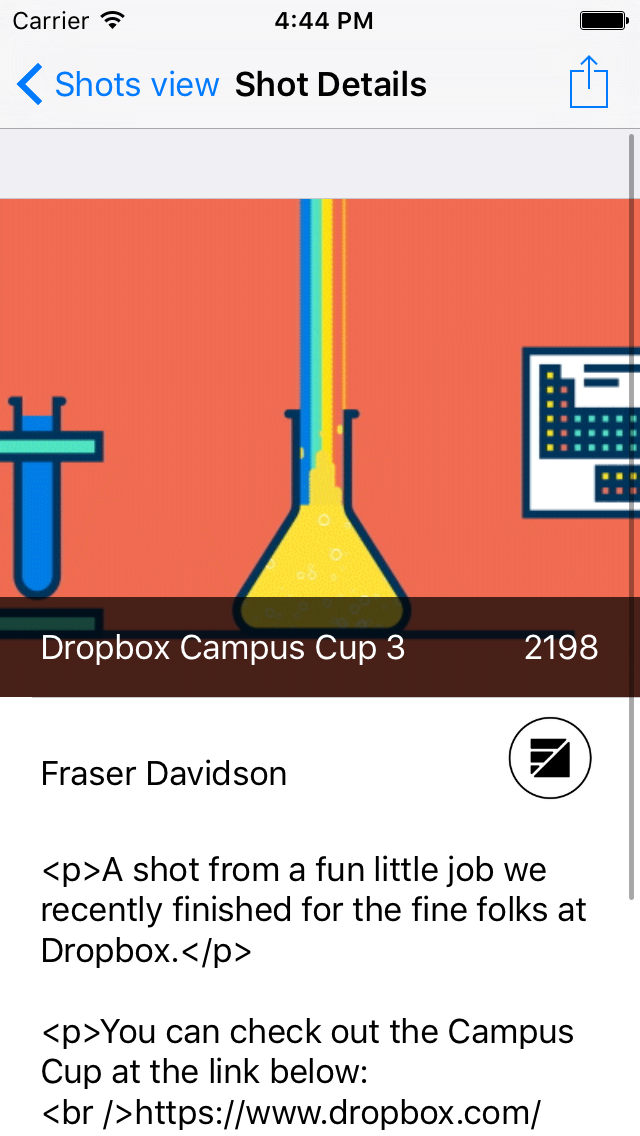 Carrier 4:44 PM
Shots view Shot Details
Dropbox Campus Cup 3 2198
Fraser Davidson
<p>A shot from a fun little job we
recently finished for the fine folks at
Dropbox.</p>
<p>You can check out the Campus
Cup at the link below:
<br />https://www.dropbox.com/